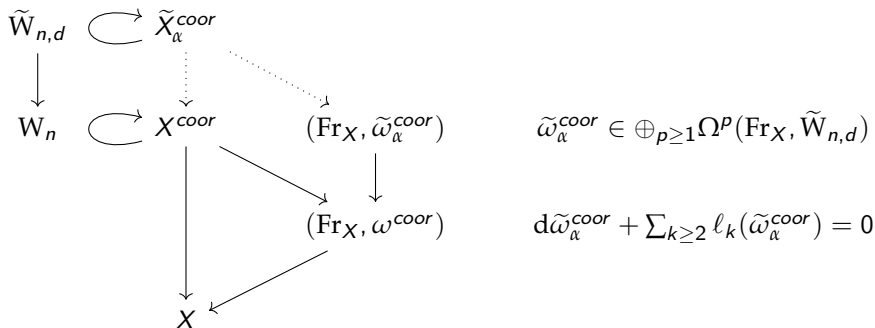 W̃_{n,d} X̃_α^{coor}
W_n X^{coor} (Fr_X, ω̃_α^{coor}) ω̃_α^{coor} ∈ ⊕_{p≥1}Ω^p(Fr_X, W̃_{n,d})
(Fr_X, ω^{coor}) dω̃_α^{coor} + ∑_{k≥2} ℓ_k(ω̃_α^{coor}) = 0
X